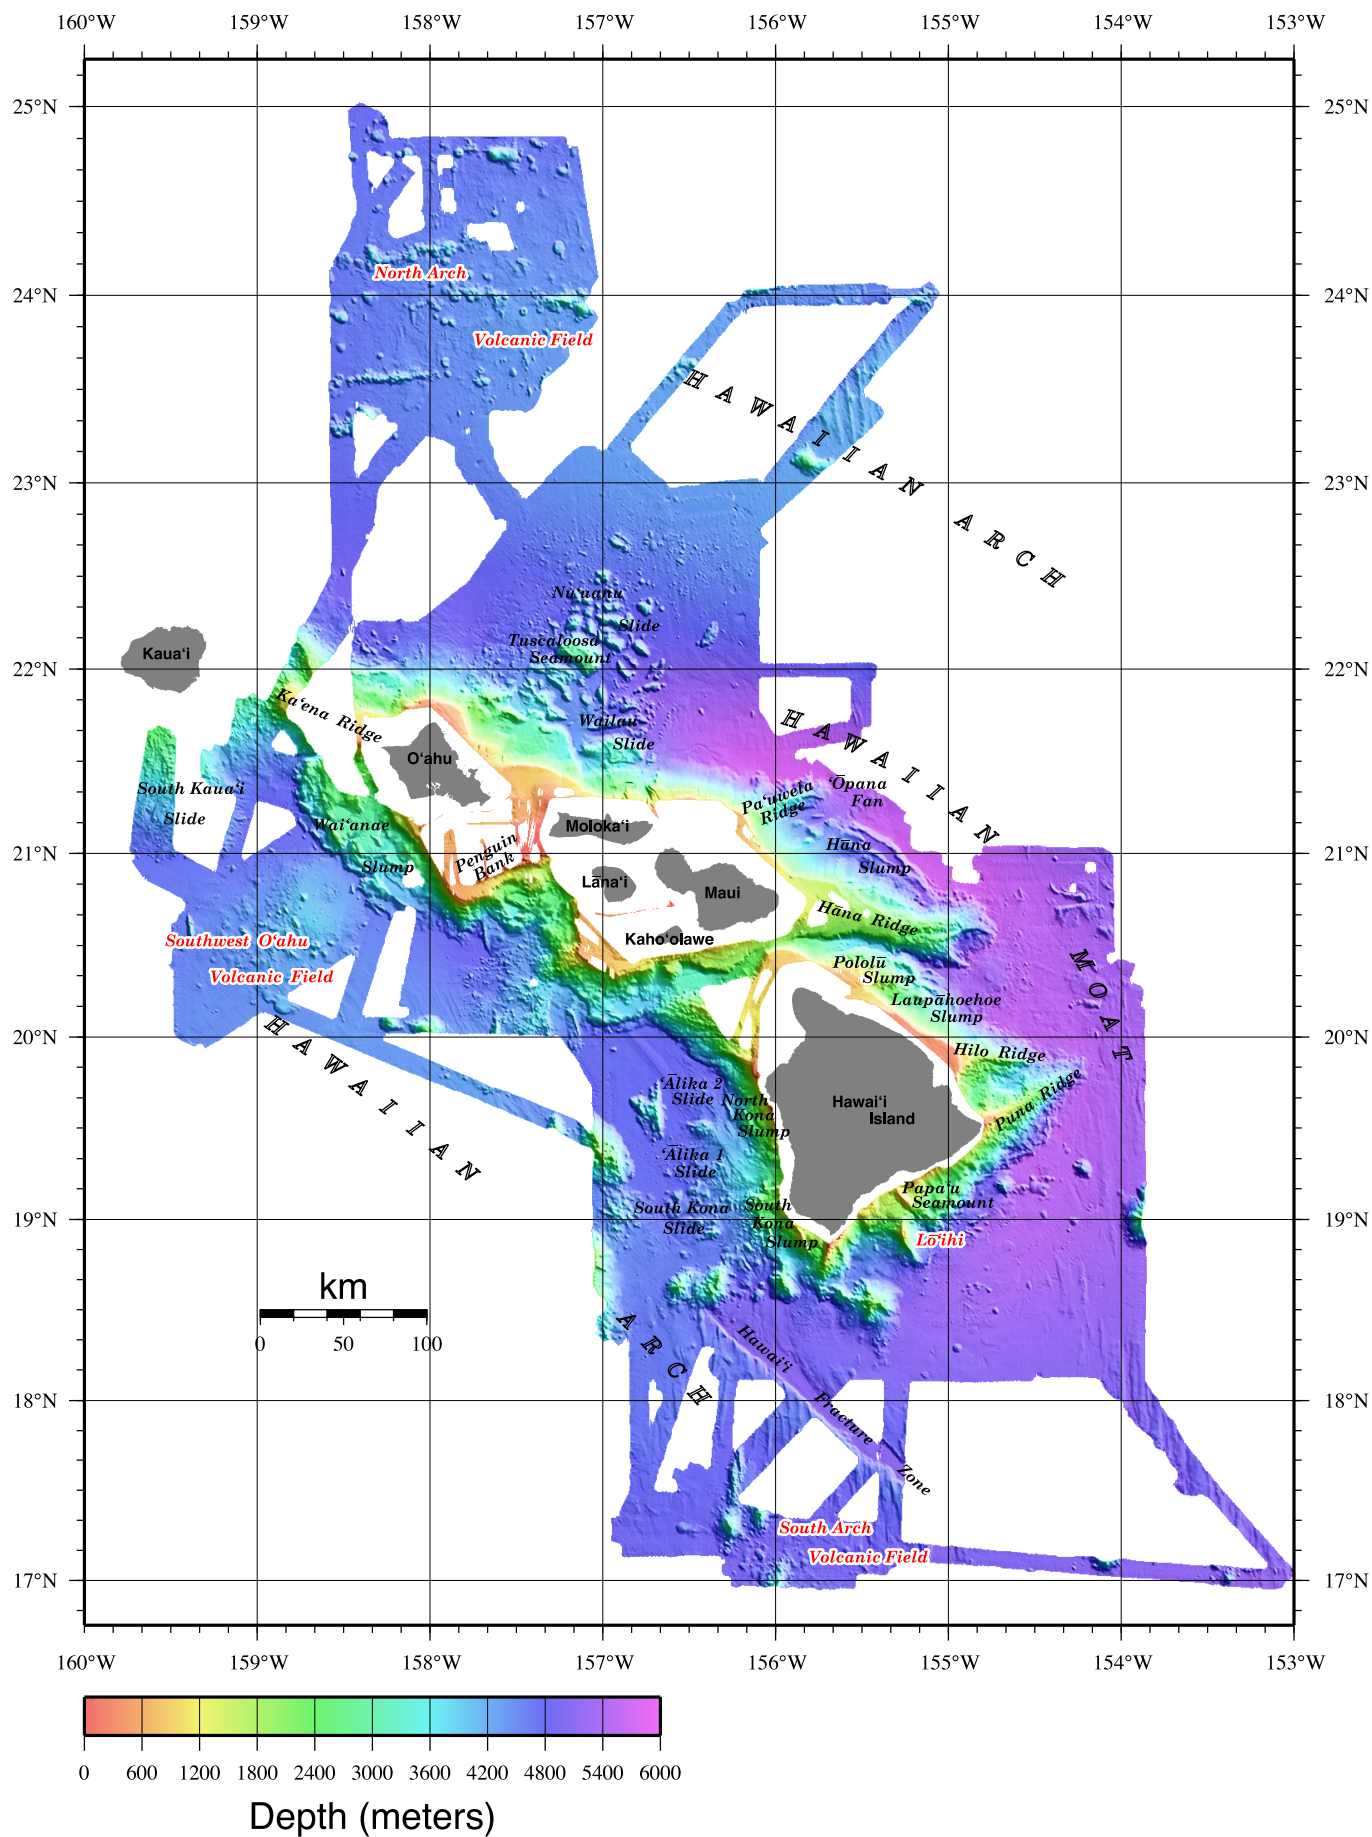 160°W 159°W 158°W 157°W 156°W 155°W 154°W 153°W
25°N 25°N
North Arch
24°N 24°N
Volcanic Field
HAWAIIAN ARCH
23°N 23°N
Nuʻuanu
Slide
Tuscaloosa
Seamount
Kauaʻi
22°N 22°N
Kaʻena Ridge
Wailau
Slide
HAWAIIAN
MOAT
Oʻahu
South Kauaʻi
Slide
ʻŌpana
Fan
Paʻuwela
Ridge
Waiʻanae
Slump
Molokaʻi
Penguin
Bank
Hāna
Slump
21°N 21°N
Lānaʻi
Maui
Hāna Ridge
Southwest Oʻahu
Volcanic Field
Kahoʻolawe
Pololū
Slump
Laupāhoehoe
Slump
20°N 20°N
HAWAIIAN
ARCH
Hilo Ridge
Puna Ridge
ʻĀlika 2
Slide
North
Kona
Slump
Hawaiʻi
Island
ʻĀlika 1
Slide
Papaʻu
Seamount
South Kona
Slide
South
Kona
Slump
19°N 19°N
Lōʻihi
km
0 50 100
Hawaiʻi
Fracture
Zone
18°N 18°N
South Arch
Volcanic Field
17°N 17°N
160°W 159°W 158°W 157°W 156°W 155°W 154°W 153°W
0 600 1200 1800 2400 3000 3600 4200 4800 5400 6000
Depth (meters)